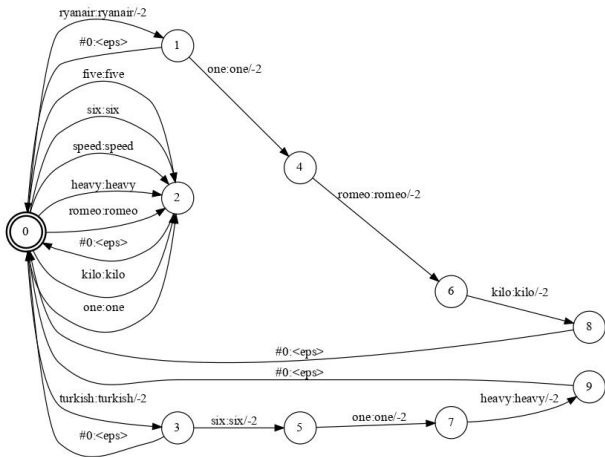 ryanair:ryanair/-2
#0:<eps>
1
five:five
one:one/-2
six:six
speed:speed
4
heavy:heavy
romeo:romeo/-2
2
romeo:romeo
0
#0:<eps>
kilo:kilo
6
kilo:kilo/-2
one:one
8
#0:<eps>
#0:<eps>
9
turkish:turkish/-2
six:six/-2
one:one/-2
heavy:heavy/-2
3
5
7
#0:<eps>